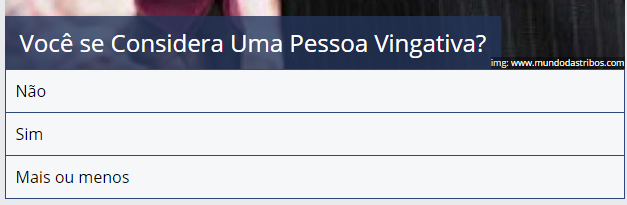 Você se Considera Uma Pessoa Vingativa?
img: www.mundodastribos.com
Não
Sim
Mais ou menos